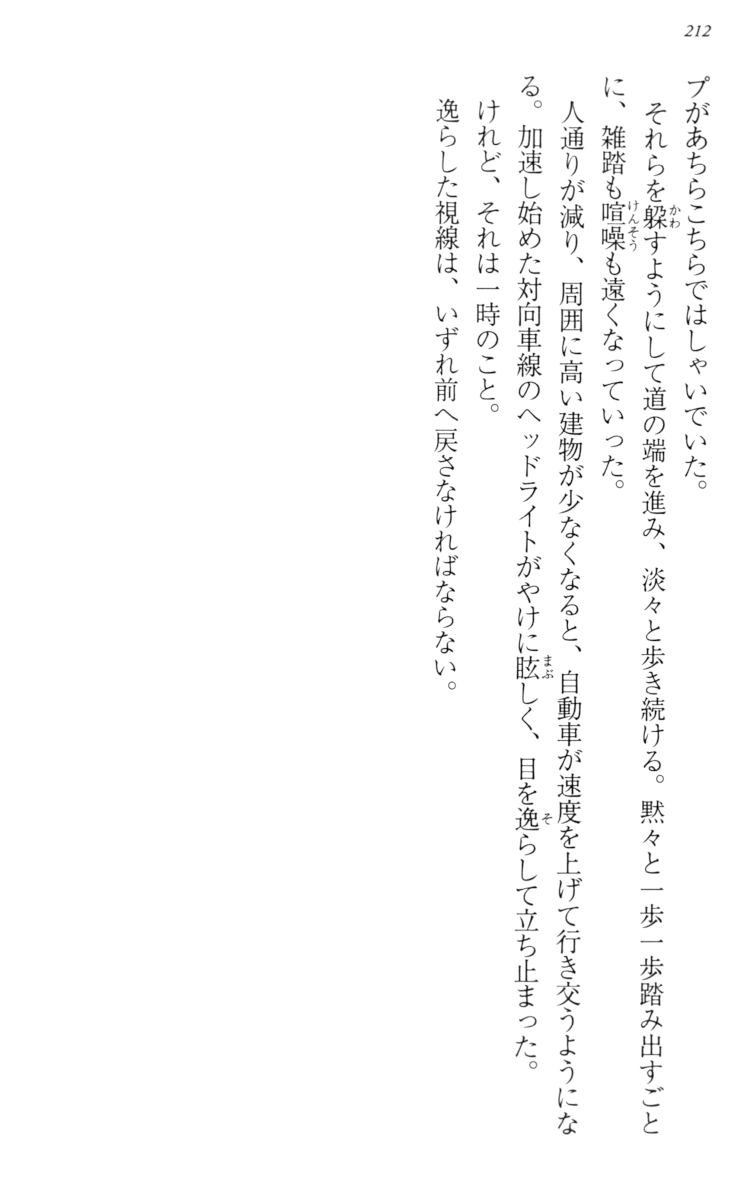 212
プがあちらこちらではしゃいでいた。
　それらを躱すようにして道の端を進み、淡々と歩き続ける。黙々と一歩一歩踏み出すごと
に、雑踏も喧噪も遠くなっていった。
　人通りが減り、周囲に高い建物が少なくなると、自動車が速度を上げて行き交うようにな
る。加速し始めた対向車線のヘッドライトがやけに眩しく、目を逸らして立ち止まった。
　けれど、それは一時のこと。
　逸らした視線は、いずれ前へ戻さなければならない。